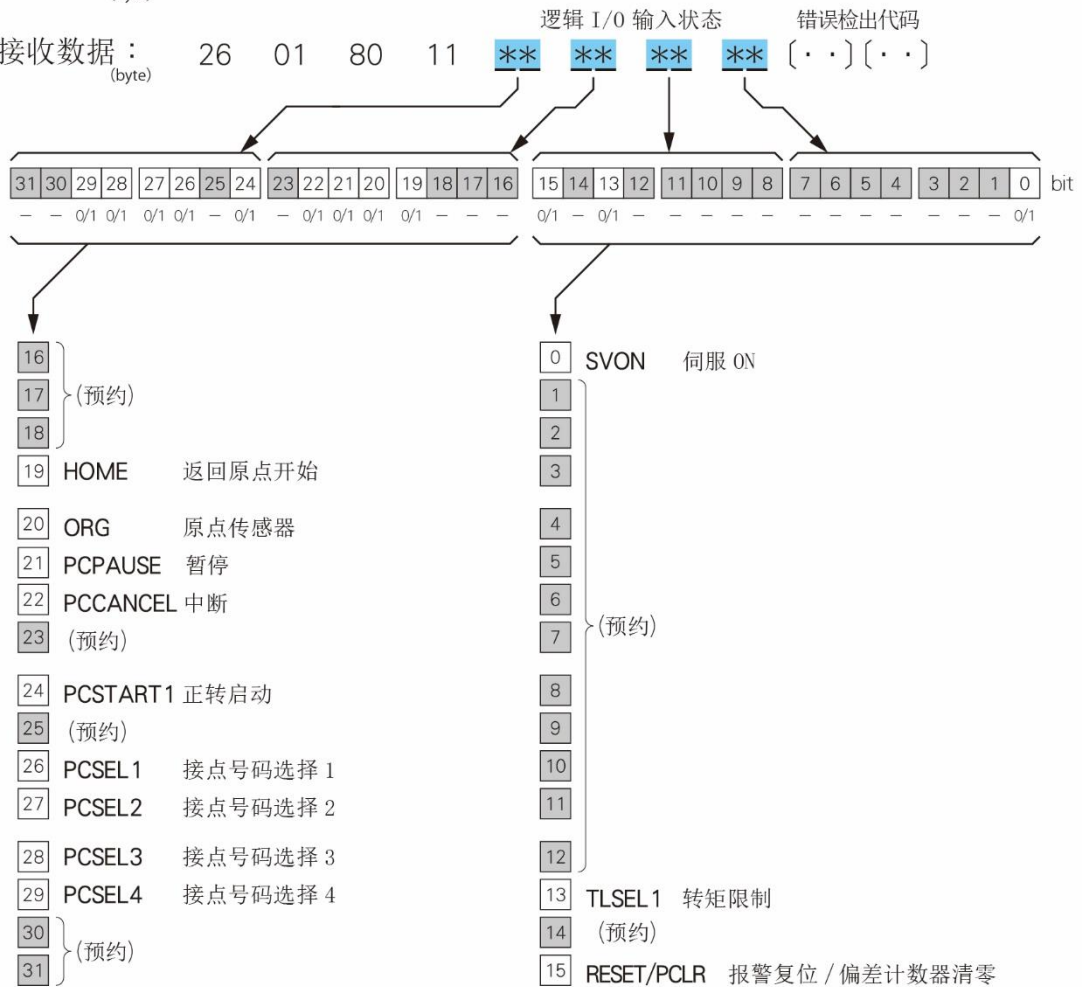 逻辑 I/O 输入状态 错误检出代码
接收数据： 26 01 80 11 ** ** ** ** 〔··〕〔··〕
(byte)
31 30 29 28 27 26 25 24 23 22 21 20 19 18 17 16 15 14 13 12 11 10 9 8 7 6 5 4 3 2 1 0 bit
− − 0/1 0/1 0/1 0/1 − 0/1 − 0/1 0/1 0/1 0/1 − − − 0/1 − 0/1 − − − − − − − − − − − − 0/1
16
17 (预约)
18
19 HOME 返回原点开始
20 ORG 原点传感器
21 PCPAUSE 暂停
22 PCCANCEL 中断
23 (预约)
24 PCSTART1 正转启动
25 (预约)
26 PCSEL1 接点号码选择 1
27 PCSEL2 接点号码选择 2
28 PCSEL3 接点号码选择 3
29 PCSEL4 接点号码选择 4
30
(预约)
31
0 SVON 伺服 ON
1
2
3
4
5
6
(预约)
7
8
9
10
11
12
13 TLSEL1 转矩限制
14 (预约)
15 RESET/PCLR 报警复位 / 偏差计数器清零